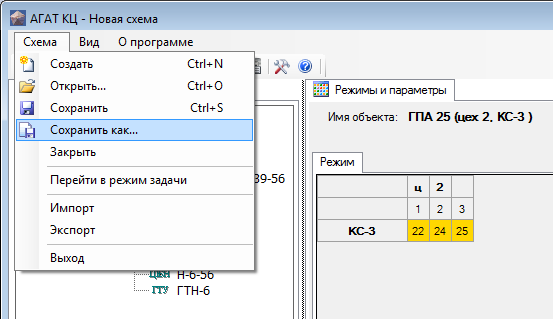 АГАТ КЦ - Новая схема
Схема Вид О программе
Создать Ctrl+N
Открыть... Ctrl+O
Сохранить Ctrl+S
Сохранить как...
Закрыть
Перейти в режим задачи
Импорт
Экспорт
Выход
39-56
ЦБН Н-6-56
ГТУ ГТН-6
Режимы и параметры
Имя объекта: ГПА 25 (цех 2, КС-3 )
Режим
ц 2
1 2 3
КС-3 22 24 25